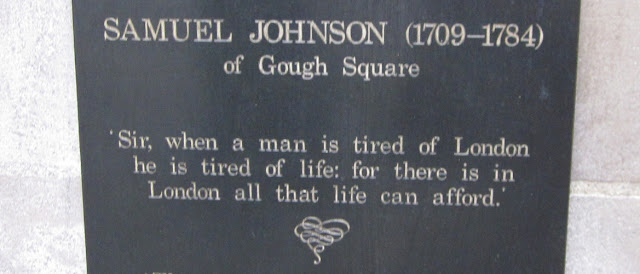 SAMUEL JOHNSON (1709–1784)
of Gough Square
'Sir, when a man is tired of London
he is tired of life: for there is in
London all that life can afford.'